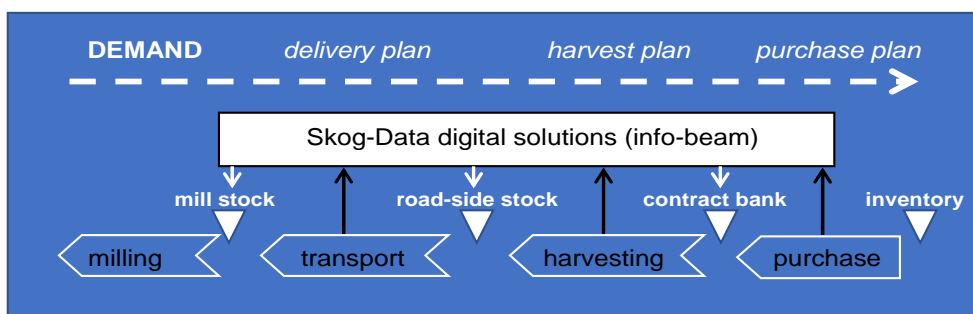 DEMAND delivery plan harvest plan purchase plan
Skog-Data digital solutions (info-beam)
mill stock road-side stock contract bank inventory
milling transport harvesting purchase